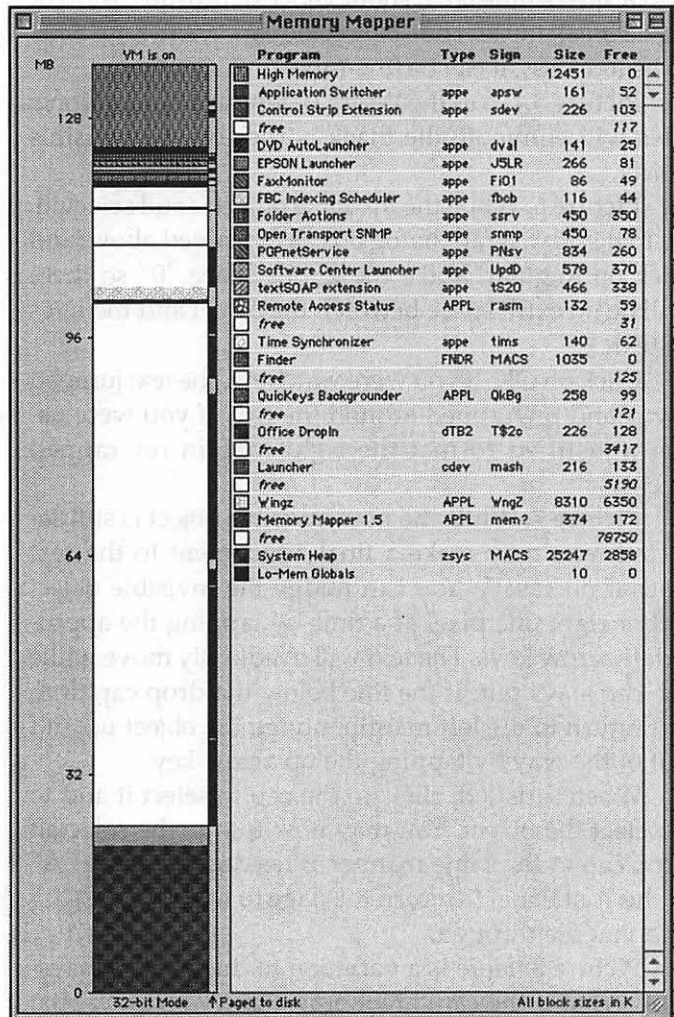 Memory Mapper
MB
VM is on
Program Type Sign Size Free
High Memory 12451 0
Application Switcher appe apsw 161 52
Control Strip Extension appe sdev 226 103
free 117
DVD AutoLauncher appe dval 141 25
EPSON Launcher appe J5LR 266 81
FaxMonitor appe Fi01 86 49
FBC Indexing Scheduler appe fbcb 116 44
Folder Actions appe ssrv 450 350
Open Transport SNMP appe snmp 450 78
PGPnetService appe PNsv 834 260
Software Center Launcher appe UpdD 578 370
textSOAP extension appe tS20 466 338
Remote Access Status APPL rasm 132 59
free 31
Time Synchronizer appe tims 140 62
Finder FNDR MACS 1035 0
free 125
QuicKeys Backgrounder APPL QkBg 258 99
free 121
Office DropIn dTB2 T$2c 226 128
free 3417
Launcher cdev mash 216 133
free 5190
Wingz APPL WngZ 8310 6350
Memory Mapper 1.5 APPL mem? 374 172
free 78750
System Heap zsys MACS 25247 2858
Lo-Mem Globals 10 0
128
96
64
32
0
32-bit Mode ↑Paged to disk All block sizes in K